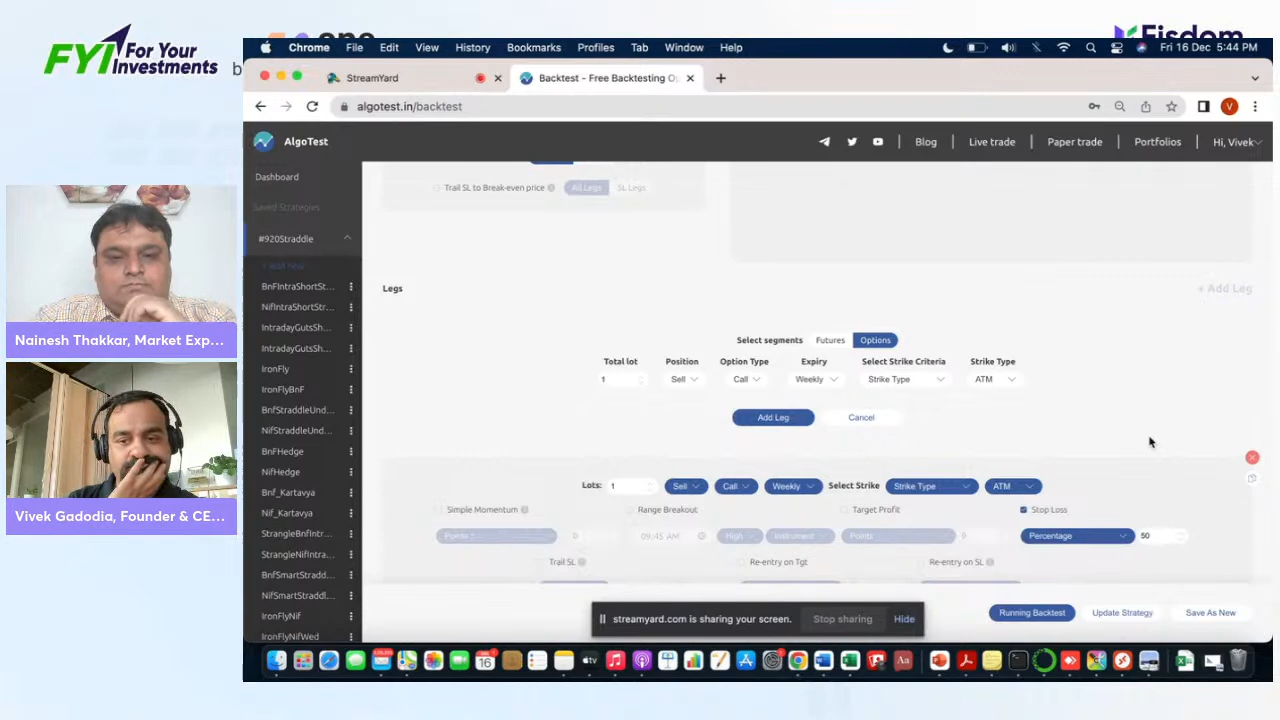 FYI For Your
Investments
Fisdom
Chrome File Edit View History Bookmarks Profiles Tab Window Help
Fri 16 Dec 5:44 PM
StreamYard
Backtest - Free Backtesting Op
algotest.in/backtest
V
AlgoTest
Blog
Live trade
Paper trade
Portfolios
Hi, Vivek
Dashboard
Saved Strategies
#920Straddle
+ add new
BnfIntraShortSt...
NifIntraShortStr...
IntradayGutsSh...
IntradayGutsSh...
IronFly
IronFlyBnF
BnfStraddleUnd...
NifStraddleUnd...
BnFHedge
NifHedge
Bnf_Kartavya
Nif_Kartavya
StrangleBnfIntr...
StrangleNifIntra...
BnfSmartStradd...
NifSmartStraddl...
IronFlyNif
IronFlyNifWed
Trail SL to Break-even price
All Legs
SL Legs
Legs
+ Add Leg
Select segments Futures Options
Total lot Position Option Type Expiry Select Strike Criteria Strike Type
1 Sell Call Weekly Strike Type ATM
Add Leg Cancel
Lots: 1 Sell Call Weekly Select Strike Strike Type ATM
Simple Momentum Range Breakout Target Profit Stop Loss
Points 0 09:45 AM High Instrument Points 0 Percentage 50
Trail SL Re-entry on Tgt Re-entry on SL
streamyard.com is sharing your screen. Stop sharing Hide
Running Backtest Update Strategy Save As New
Nainesh Thakkar, Market Exp...
Vivek Gadodia, Founder & CE...